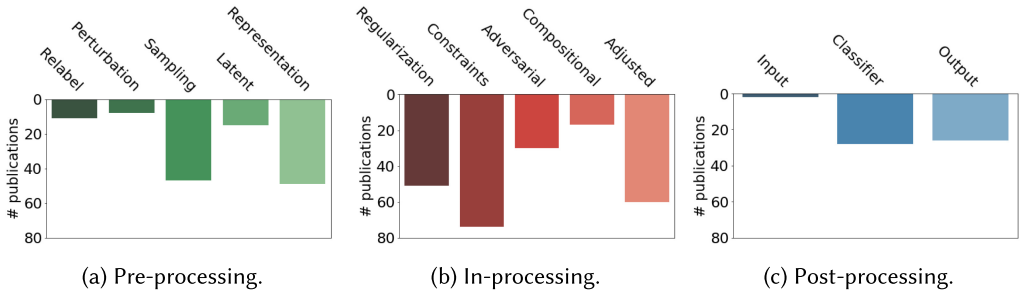 Relabel
Perturbation
Sampling
Latent
Representation
# publications
0
20
40
60
80
(a) Pre-processing.
Regularization
Constraints
Adversarial
Compositional
Adjusted
# publications
0
20
40
60
80
(b) In-processing.
Input
Classifier
Output
# publications
0
20
40
60
80
(c) Post-processing.